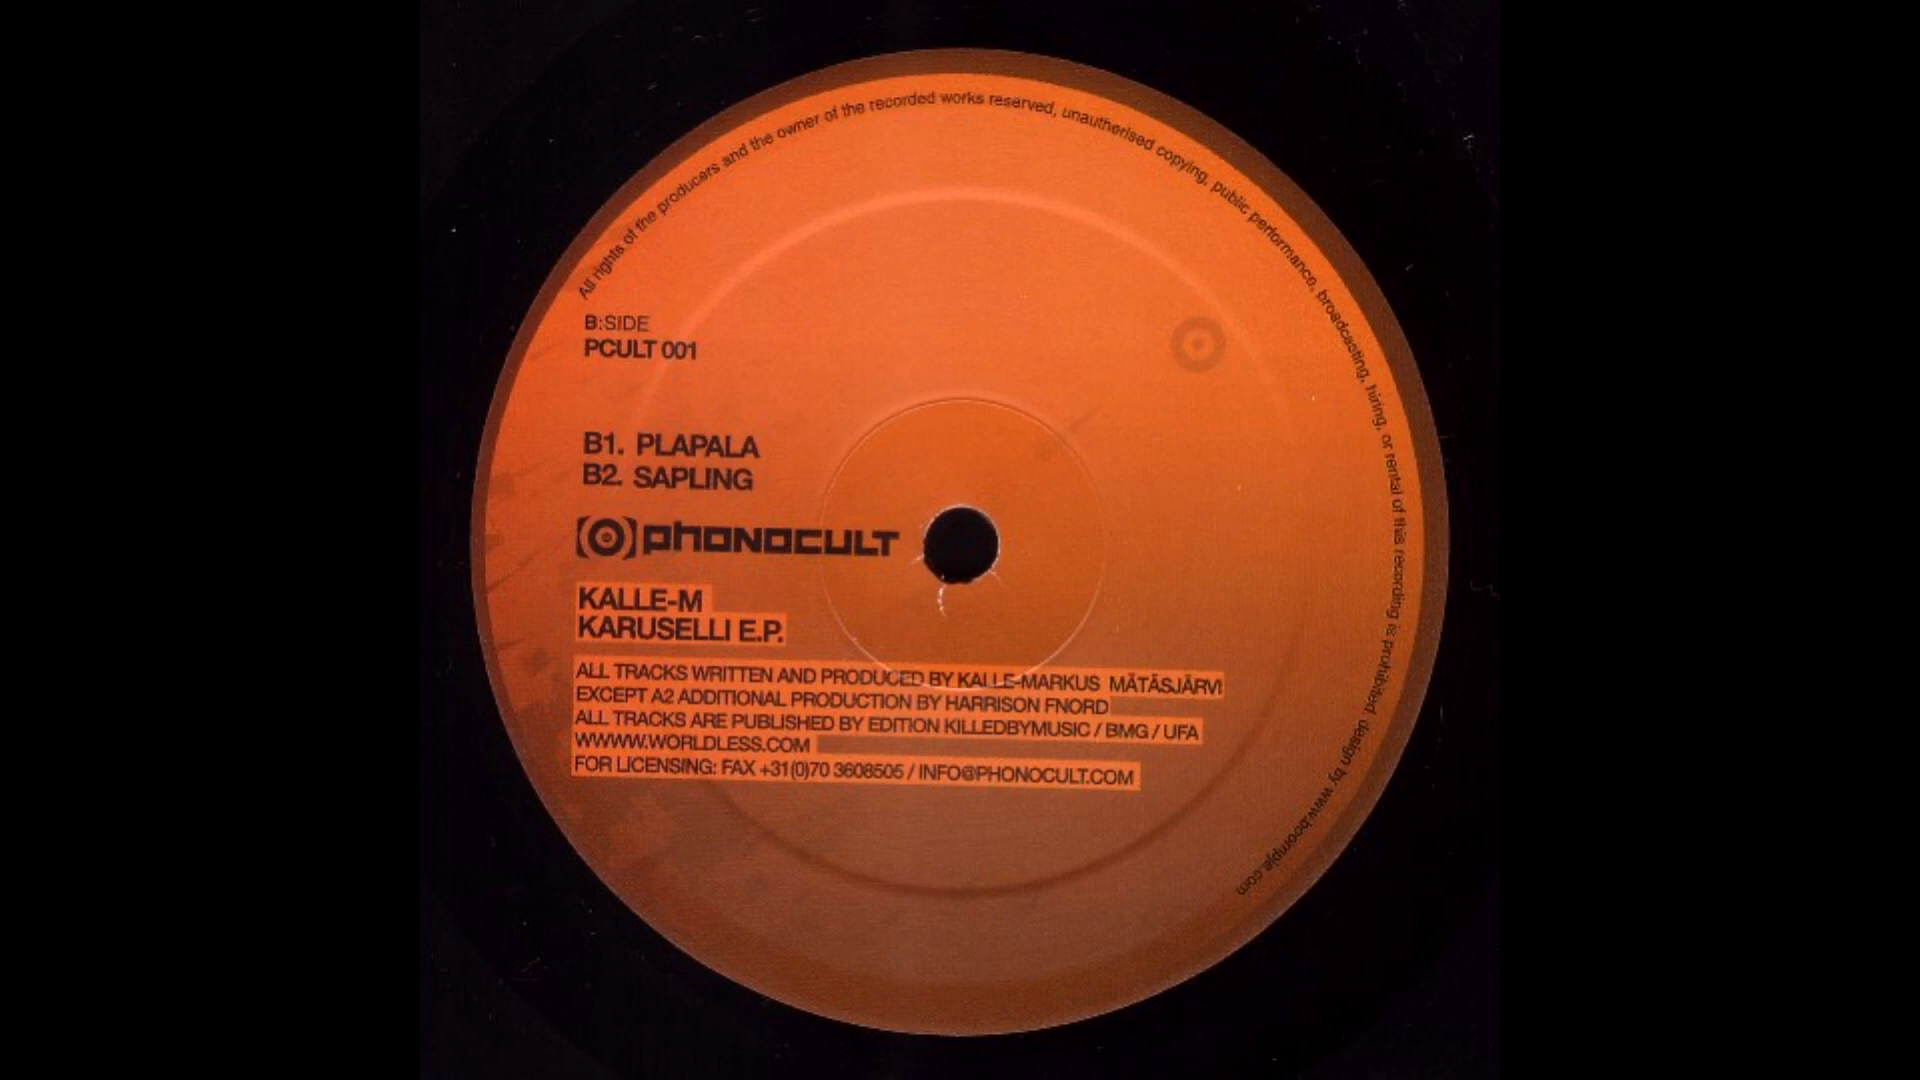 All rights of the producers and the owner of the recorded works reserved, unautherised copying, public performance, broadcasting, hiring, or rental of this recording is prohibited. design by www.boompje.com
B:SIDE
PCULT 001
B1. PLAPALA
B2. SAPLING
PHONOCULT
KALLE-M
KARUSELLI E.P.
ALL TRACKS WRITTEN AND PRODUCED BY KALLE-MARKUS MÄTÄSJÄRVI
EXCEPT A2 ADDITIONAL PRODUCTION BY HARRISON FNORD
ALL TRACKS ARE PUBLISHED BY EDITION KILLEDBYMUSIC / BMG / UFA
WWWW.WORLDLESS.COM
FOR LICENSING: FAX +31(0)70 3608505 / INFO@PHONOCULT.COM